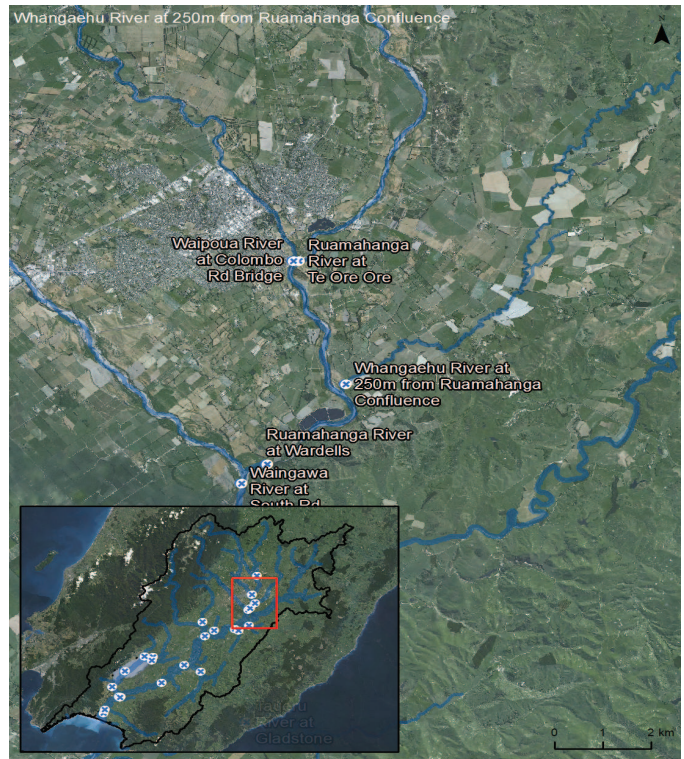 Whangaehu River at 250m from Ruamahanga Confluence
N
Waipoua River
at Colombo
Rd Bridge
Ruamahanga
River at
Te Ore Ore
Whangaehu River at
250m from Ruamahanga
Confluence
Ruamahanga River
at Wardells
Waingawa
River at
South Rd
River at
Gladstone
0 1 2 km